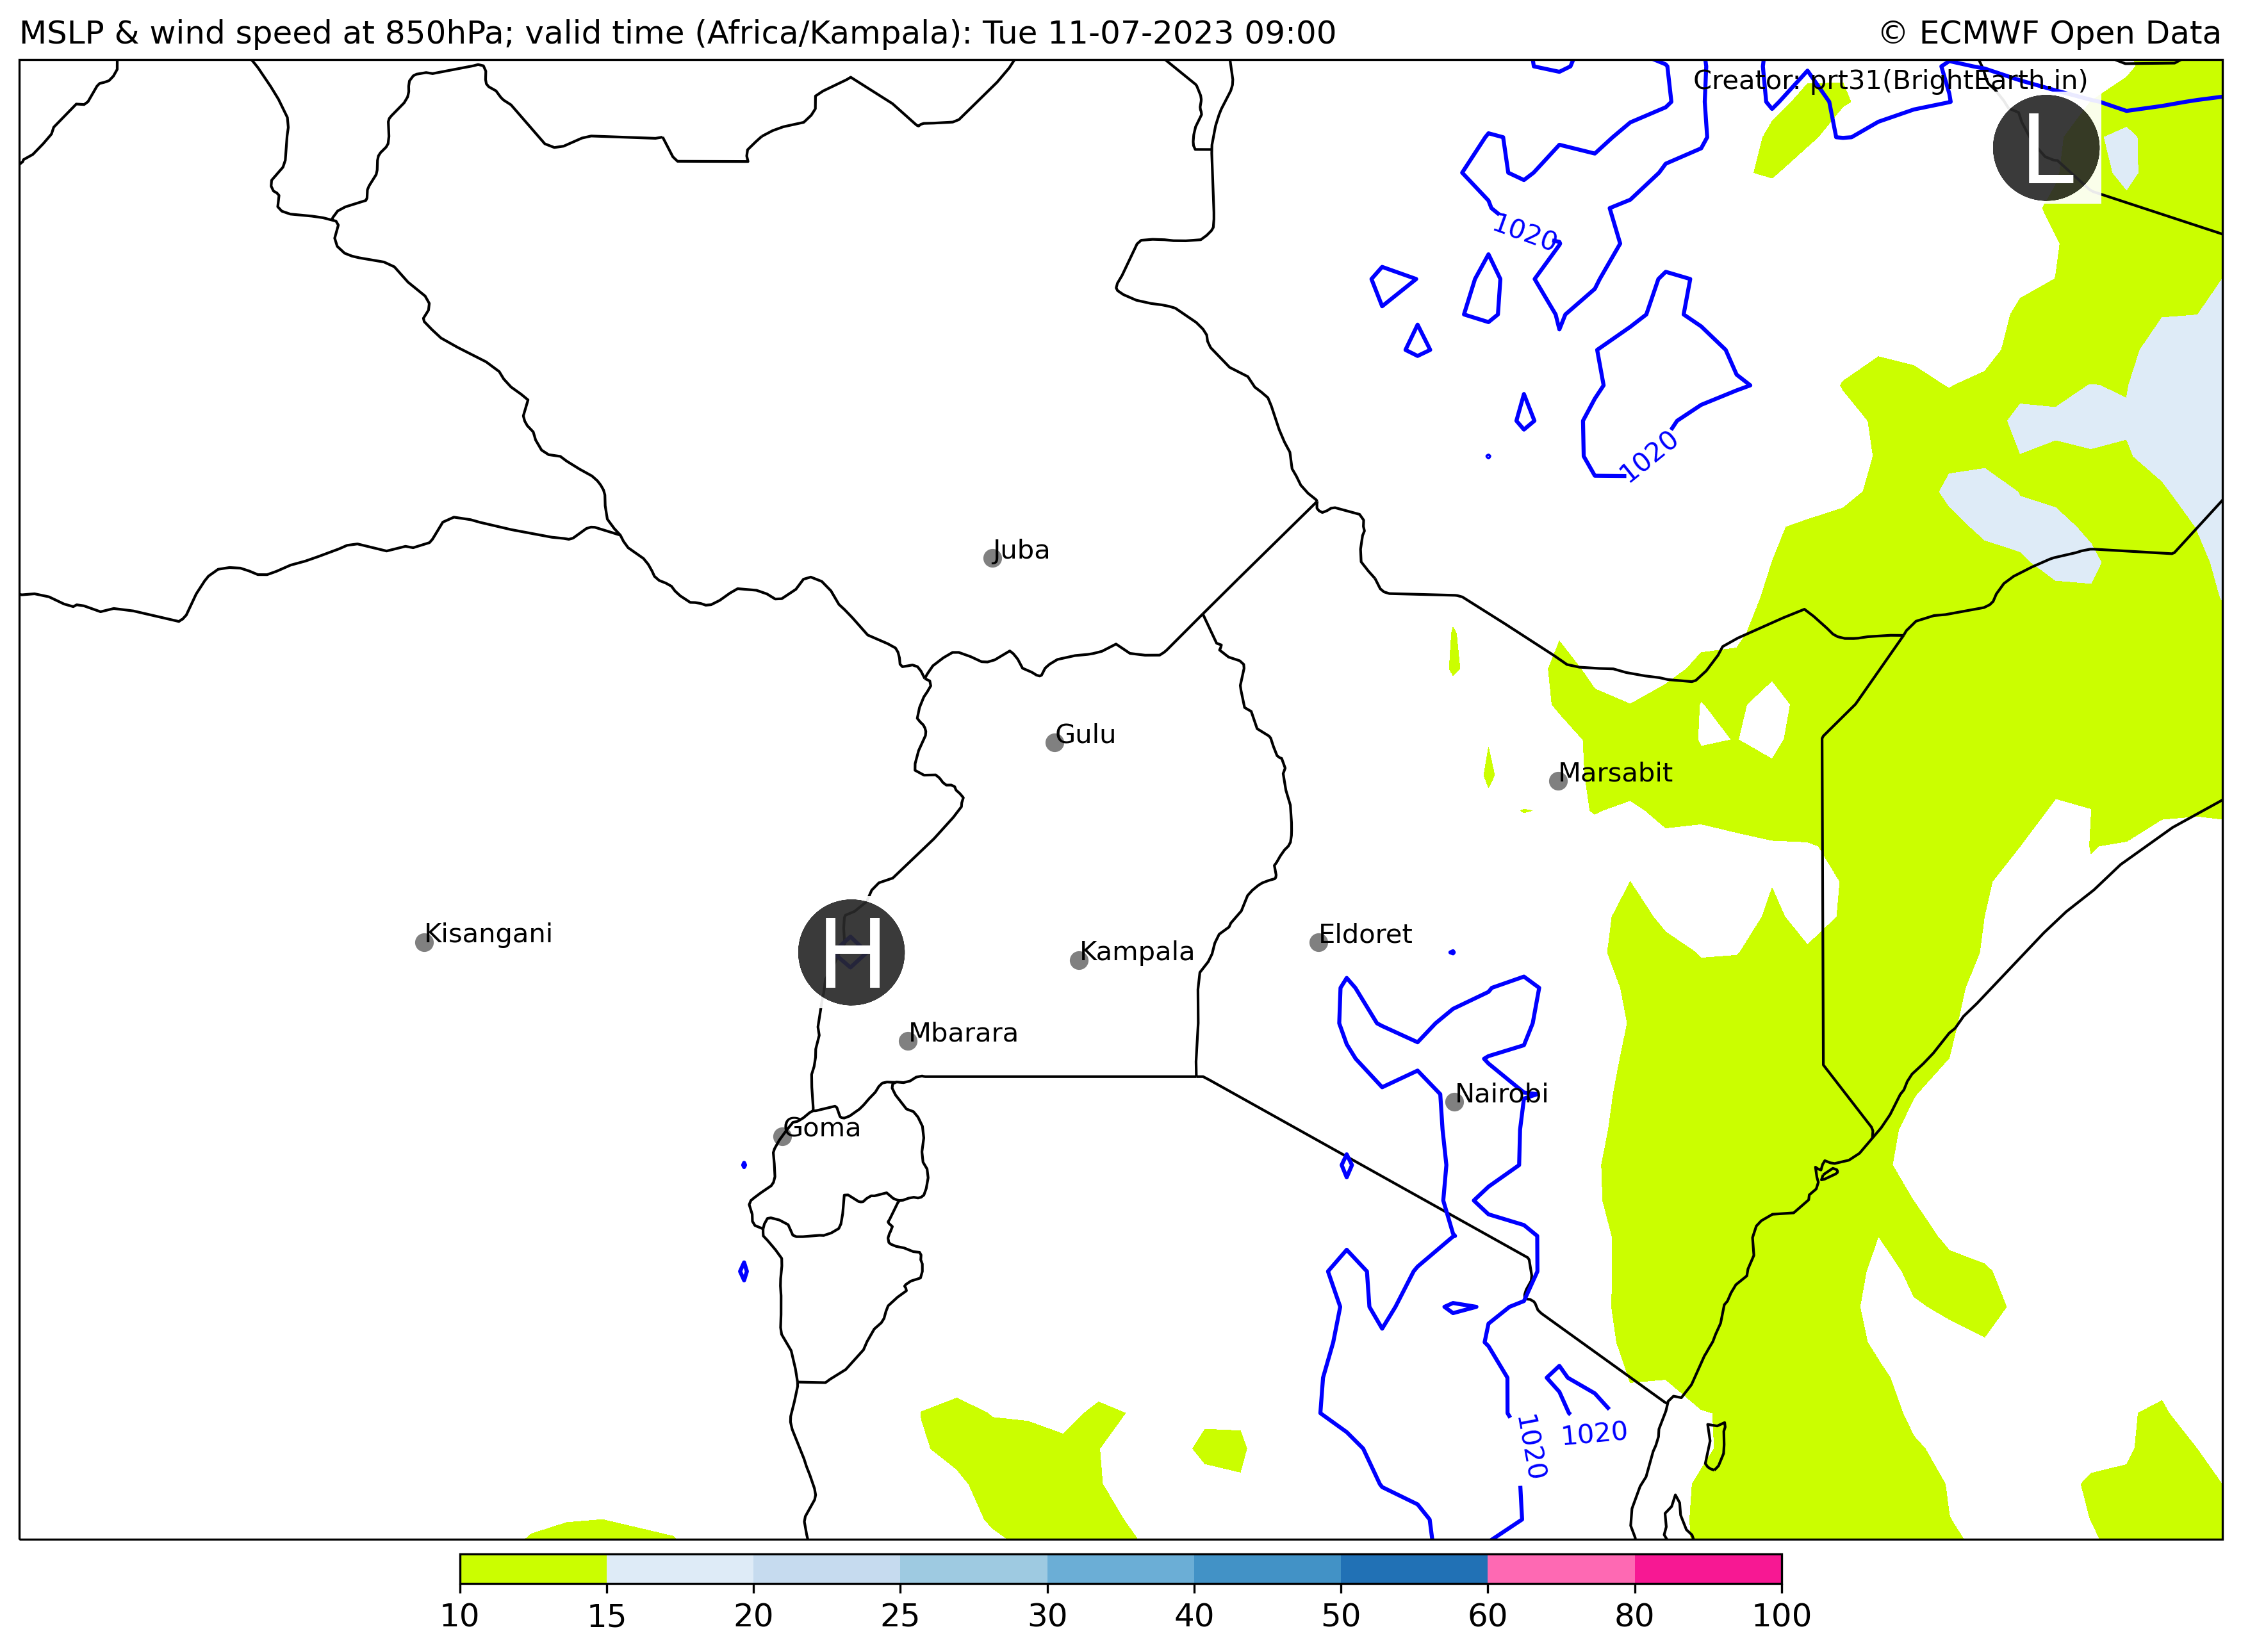 MSLP & wind speed at 850hPa; valid time (Africa/Kampala): Tue 11-07-2023 09:00
© ECMWF Open Data
Creator: prt31(BrightEarth.in)
L
1020
1020
Juba
Gulu
Marsabit
Kisangani
H
Kampala
Eldoret
Mbarara
Nairobi
Goma
1020
1020
10 15 20 25 30 40 50 60 80 100